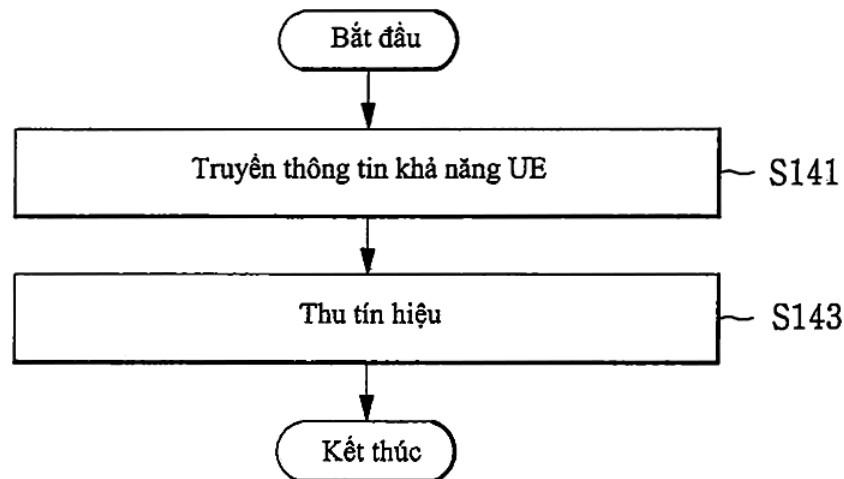 Bắt đầu
Truyền thông tin khả năng UE
S141
Thu tín hiệu
S143
Kết thúc